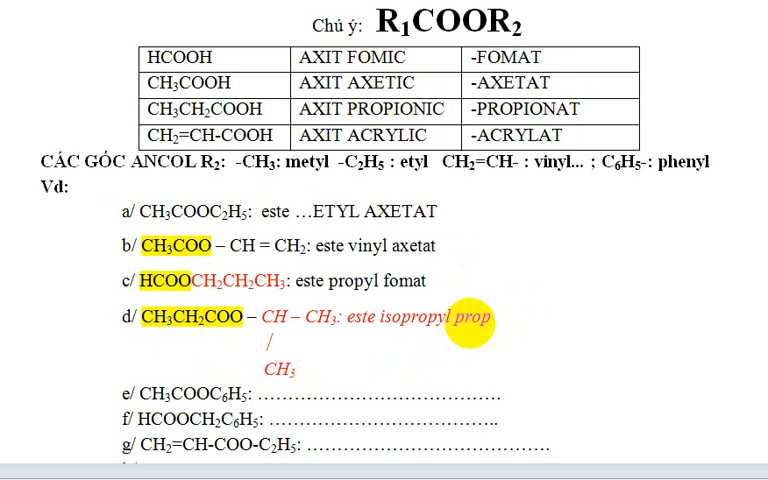 Chú ý: R₁COOR₂
HCOOH AXIT FOMIC -FOMAT
CH₃COOH AXIT AXETIC -AXETAT
CH₃CH₂COOH AXIT PROPIONIC -PROPIONAT
CH₂=CH-COOH AXIT ACRYLIC -ACRYLAT
CÁC GỐC ANCOL R₂: -CH₃: metyl -C₂H₅ : etyl CH₂=CH- : vinyl... ; C₆H₅-: phenyl
Vd:
a/ CH₃COOC₂H₅: este …ETYL AXETAT
b/ CH₃COO – CH = CH₂: este vinyl axetat
c/ HCOOCH₂CH₂CH₃: este propyl fomat
d/ CH₃CH₂COO – CH – CH₃: este isopropyl prop
/
CH₃
e/ CH₃COOC₆H₅: …………………………………….
f/ HCOOCH₂C₆H₅: …………………………………..
g/ CH₂=CH-COO-C₂H₅: …………………………………….